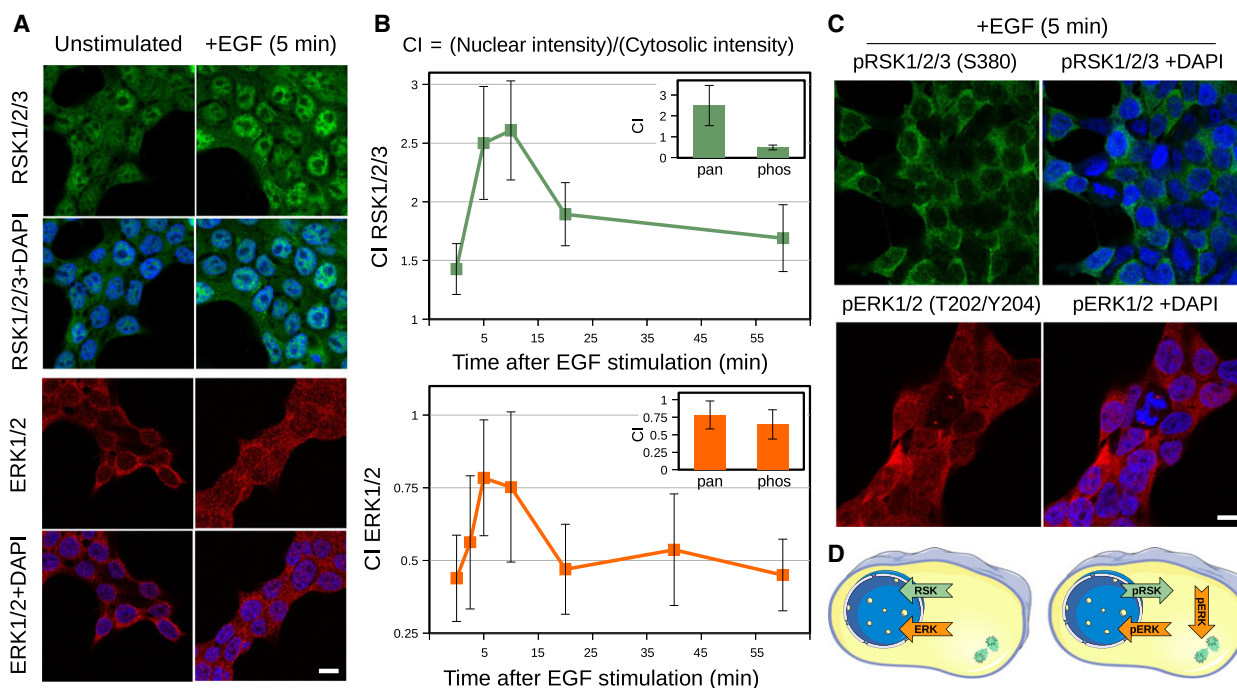 A
Unstimulated
+EGF (5 min)
RSK1/2/3
RSK1/2/3+DAPI
ERK1/2
ERK1/2+DAPI
B
CI = (Nuclear intensity)/(Cytosolic intensity)
CI RSK1/2/3
3
2.5
2
1.5
1
5
15
25
35
45
55
Time after EGF stimulation (min)
CI
3
2
1
0
pan
phos
CI ERK1/2
1
0.75
0.5
0.25
5
15
25
35
45
55
Time after EGF stimulation (min)
CI
1
0.75
0.5
0.25
0
pan
phos
C
+EGF (5 min)
pRSK1/2/3 (S380)
pRSK1/2/3 +DAPI
pERK1/2 (T202/Y204)
pERK1/2 +DAPI
D
RSK
ERK
pRSK
pERK
pERK